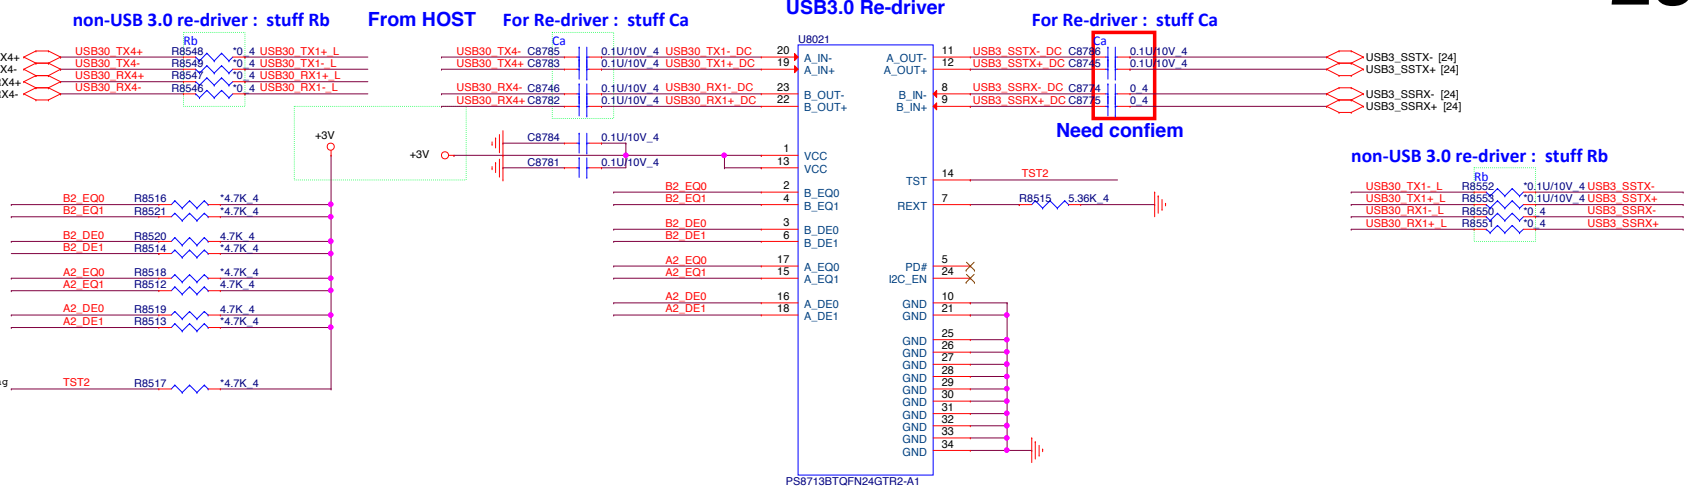 USB3.0 Re-driver
non-USB 3.0 re-driver : stuff Rb
From HOST
For Re-driver : stuff Ca
For Re-driver : stuff Ca
Rb
X4+ USB30_TX4+ R8548 *0_4 USB30_TX1+_L
X4- USB30_TX4- R8549 *0_4 USB30_TX1-_L
X4+ USB30_RX4+ R8547 *0_4 USB30_RX1+_L
RX4- USB30_RX4- R8546 *0_4 USB30_RX1-_L
Ca
USB30_TX4- C8785 0.1U/10V_4 USB30_TX1-_DC
USB30_TX4+ C8783 0.1U/10V_4 USB30_TX1+_DC
USB30_RX4- C8746 0.1U/10V_4 USB30_RX1-_DC
USB30_RX4+ C8782 0.1U/10V_4 USB30_RX1+_DC
U8021
20 A_IN- A_OUT- 11
19 A_IN+ A_OUT+ 12
23 B_OUT- B_IN- 8
22 B_OUT+ B_IN+ 9
Ca
USB3_SSTX-_DC C8786 0.1U/10V_4 USB3_SSTX- [24]
USB3_SSTX+_DC C8745 0.1U/10V_4 USB3_SSTX+ [24]
USB3_SSRX-_DC C8774 0_4 USB3_SSRX- [24]
USB3_SSRX+_DC C8775 0_4 USB3_SSRX+ [24]
Need confiem
+3V
+3V
C8784 0.1U/10V_4
C8781 0.1U/10V_4
1 VCC
13 VCC
TST 14 TST2
REXT 7 R8515 5.36K_4
non-USB 3.0 re-driver : stuff Rb
Rb
USB30_TX1-_L R8552 *0.1U/10V_4 USB3_SSTX-
USB30_TX1+_L R8553 *0.1U/10V_4 USB3_SSTX+
USB30_RX1-_L R8550 *0_4 USB3_SSRX-
USB30_RX1+_L R8551 *0_4 USB3_SSRX+
B2_EQ0 R8516 *4.7K_4
B2_EQ1 R8521 *4.7K_4
B2_DE0 R8520 4.7K_4
B2_DE1 R8514 *4.7K_4
A2_EQ0 R8518 *4.7K_4
A2_EQ1 R8512 *4.7K_4
A2_DE0 R8519 4.7K_4
A2_DE1 R8513 *4.7K_4
TST2 R8517 *4.7K_4
B2_EQ0 2 B_EQ0
B2_EQ1 4 B_EQ1
B2_DE0 3 B_DE0
B2_DE1 6 B_DE1
A2_EQ0 17 A_EQ0
A2_EQ1 15 A_EQ1
A2_DE0 16 A_DE0
A2_DE1 18 A_DE1
PD# 5
I2C_EN 24
GND 10
GND 21
GND 25
GND 26
GND 27
GND 28
GND 29
GND 30
GND 31
GND 32
GND 33
GND 34
PS8713BTQFN24GTR2-A1